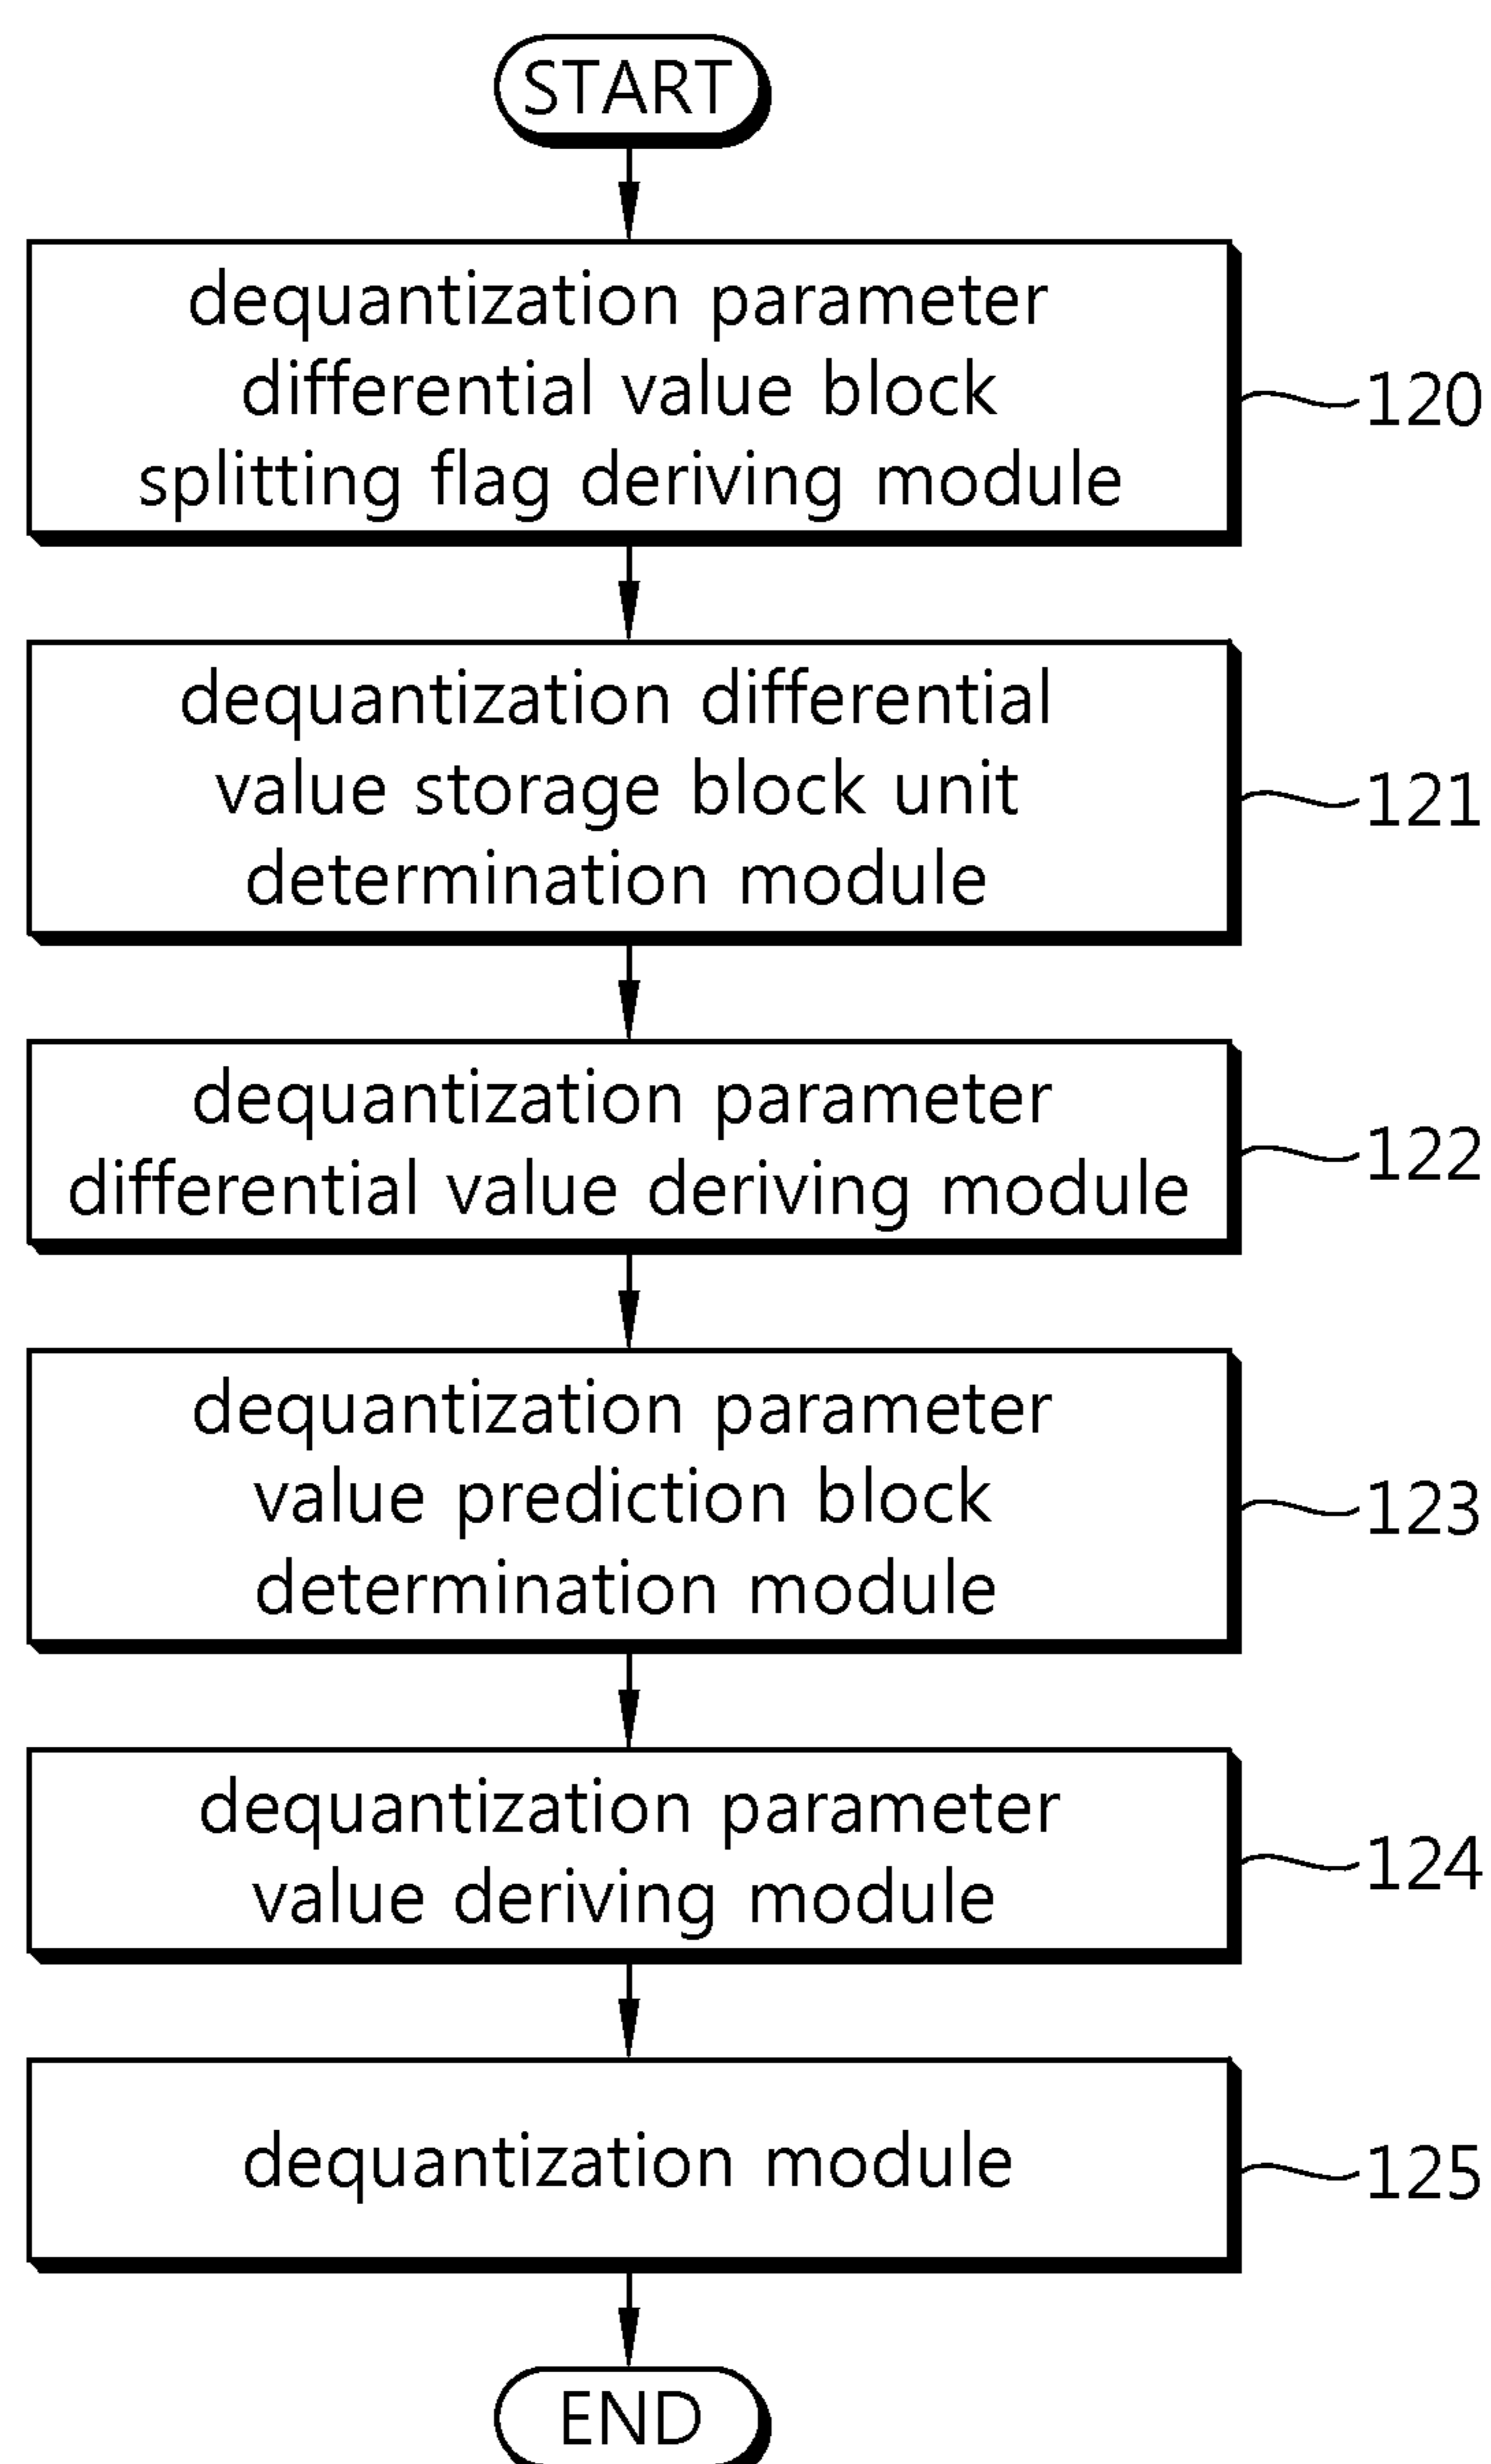 START
dequantization parameter
differential value block
splitting flag deriving module
120
dequantization differential
value storage block unit
determination module
121
dequantization parameter
differential value deriving module
122
dequantization parameter
value prediction block
determination module
123
dequantization parameter
value deriving module
124
dequantization module
125
END